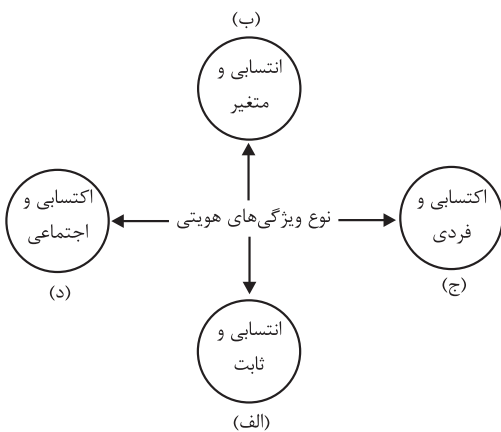 (ب)
انتسابی و
متغیر
اکتسابی و
فردی
(ج)
نوع ویژگی‌های هویتی
اکتسابی و
اجتماعی
(د)
انتسابی و
ثابت
(الف)